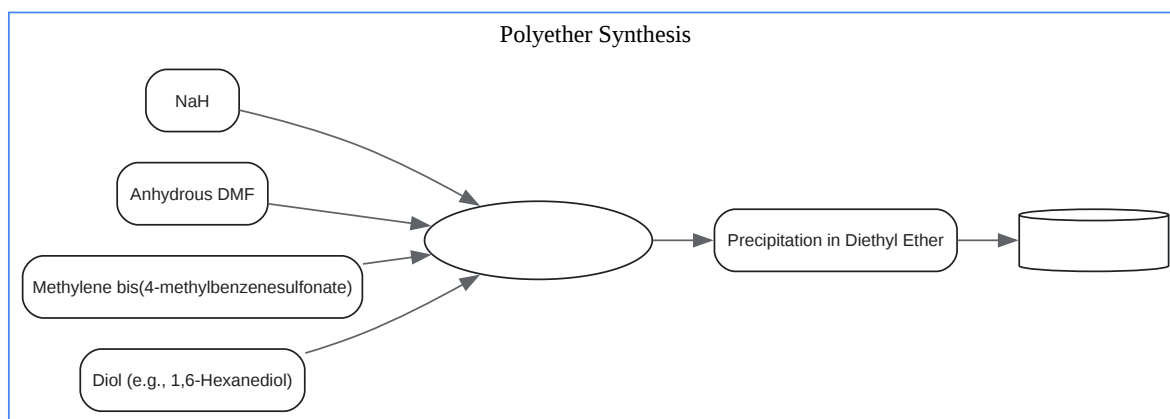 Polyether Synthesis
NaH
Anhydrous DMF
Methylene bis(4-methylbenzenesulfonate)
Diol (e.g., 1,6-Hexanediol)
Precipitation in Diethyl Ether